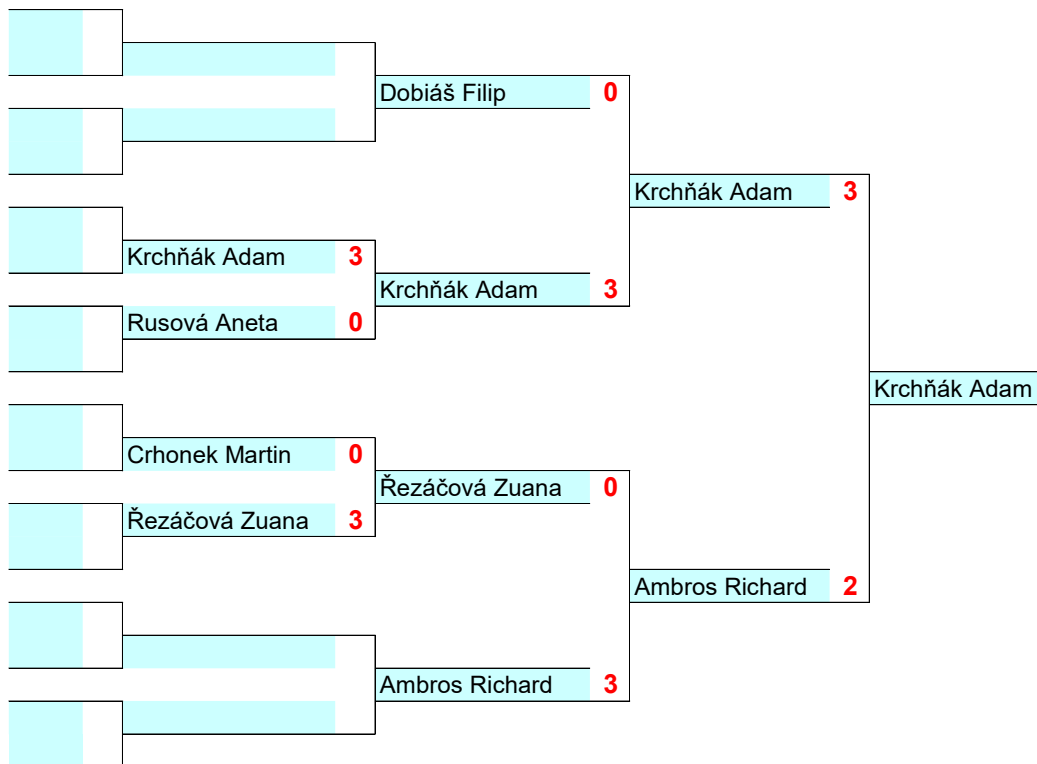 Dobiáš Filip 0
Krchňák Adam 3
Krchňák Adam 3
Krchňák Adam 3
Rusová Aneta 0
Krchňák Adam
Crhonek Martin 0
Řezáčová Zuana 0
Řezáčová Zuana 3
Ambros Richard 2
Ambros Richard 3